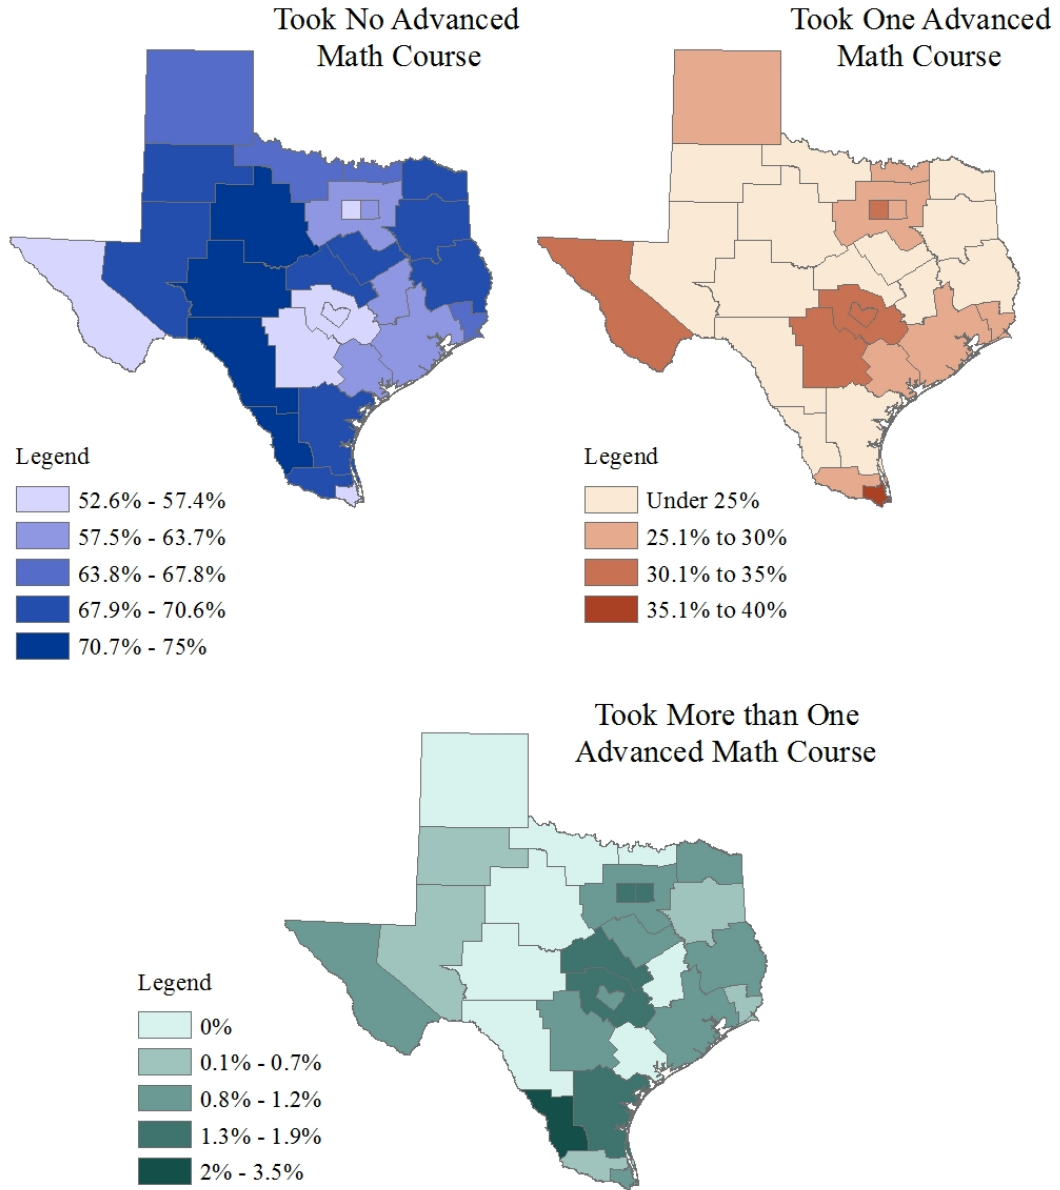 Took No Advanced
Math Course
Took One Advanced
Math Course
Legend
52.6% - 57.4%
57.5% - 63.7%
63.8% - 67.8%
67.9% - 70.6%
70.7% - 75%
Legend
Under 25%
25.1% to 30%
30.1% to 35%
35.1% to 40%
Took More than One
Advanced Math Course
Legend
0%
0.1% - 0.7%
0.8% - 1.2%
1.3% - 1.9%
2% - 3.5%